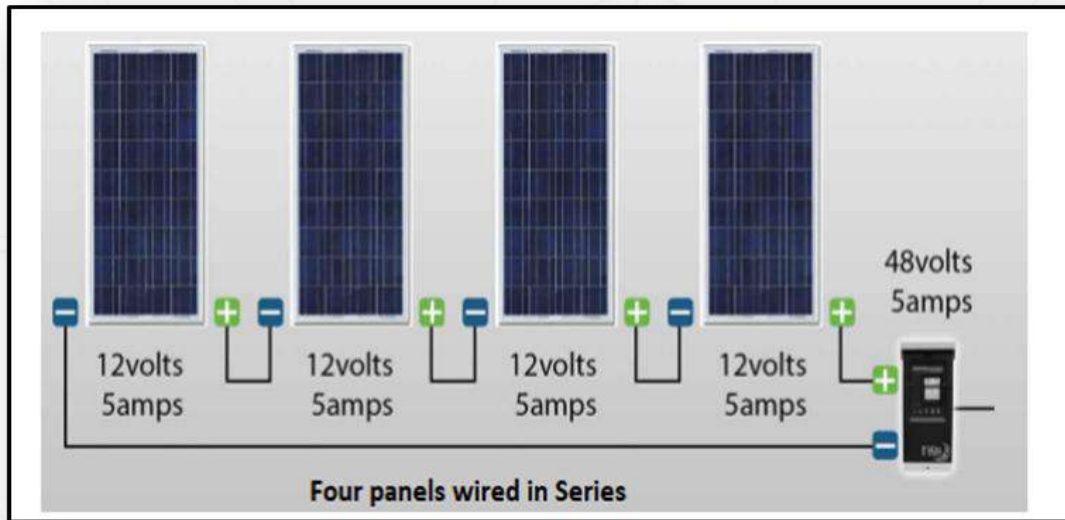 48volts
5amps
− + − + − + − +
12volts 12volts 12volts 12volts
5amps 5amps 5amps 5amps
+
−
Four panels wired in Series